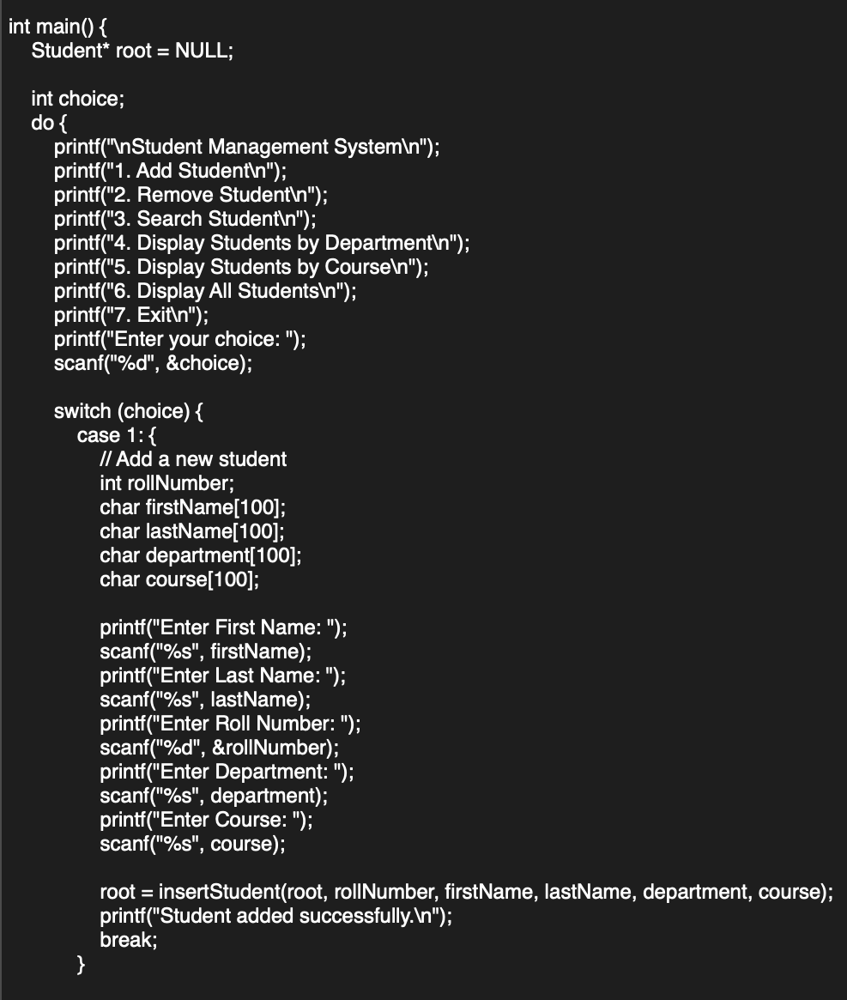 int main() {
    Student* root = NULL;

    int choice;
    do {
        printf("\nStudent Management System\n");
        printf("1. Add Student\n");
        printf("2. Remove Student\n");
        printf("3. Search Student\n");
        printf("4. Display Students by Department\n");
        printf("5. Display Students by Course\n");
        printf("6. Display All Students\n");
        printf("7. Exit\n");
        printf("Enter your choice: ");
        scanf("%d", &choice);

        switch (choice) {
            case 1: {
                // Add a new student
                int rollNumber;
                char firstName[100];
                char lastName[100];
                char department[100];
                char course[100];

                printf("Enter First Name: ");
                scanf("%s", firstName);
                printf("Enter Last Name: ");
                scanf("%s", lastName);
                printf("Enter Roll Number: ");
                scanf("%d", &rollNumber);
                printf("Enter Department: ");
                scanf("%s", department);
                printf("Enter Course: ");
                scanf("%s", course);

                root = insertStudent(root, rollNumber, firstName, lastName, department, course);
                printf("Student added successfully.\n");
                break;
            }